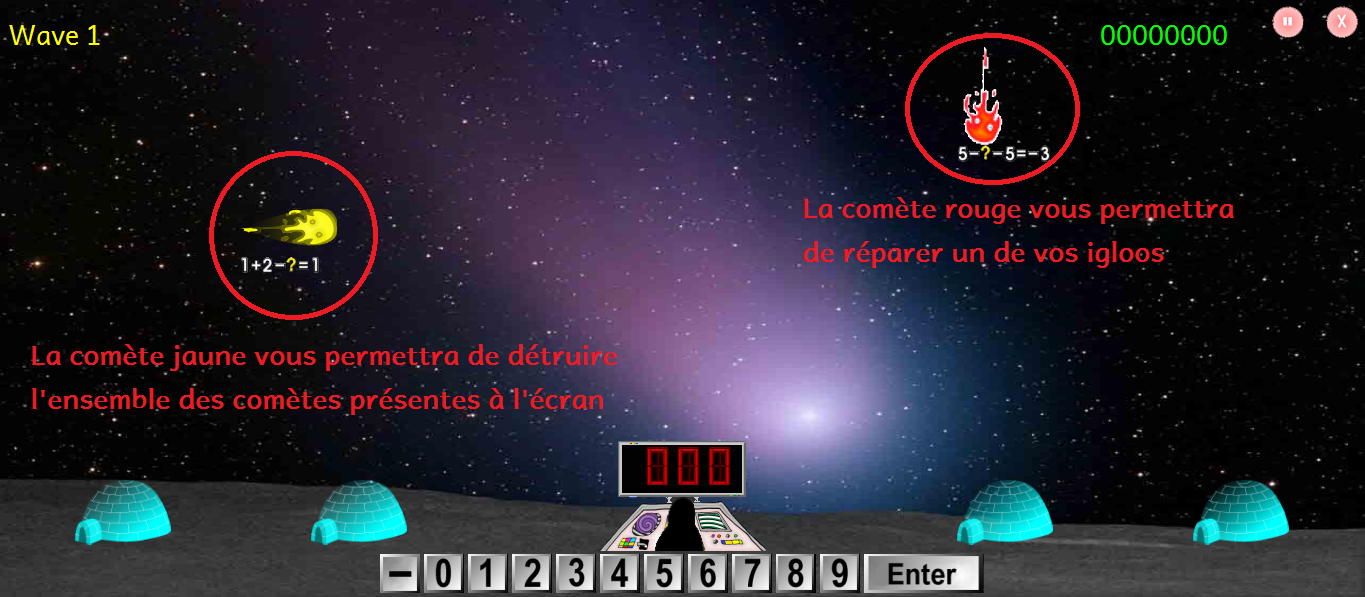 Wave 1
00000000
X
5-?-5=-3
La comète rouge vous permettra
de réparer un de vos igloos
1+2-?=1
La comète jaune vous permettra de détruire
l'ensemble des comètes présentes à l'écran
000
- 0 1 2 3 4 5 6 7 8 9 Enter